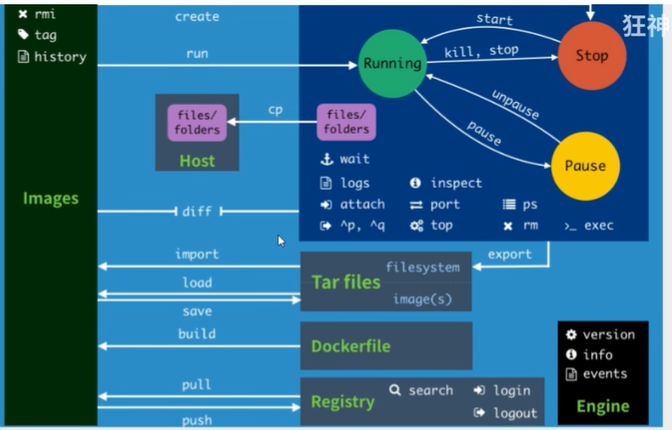 rmi
tag
history
Images
create
run
start
Running
kill, stop
Stop
狂神
unpause
pause
Pause
files/
folders
Host
cp
files/
folders
wait
logs
inspect
attach
port
ps
^p, ^q
top
rm
>_ exec
diff
import
load
save
filesystem
Tar files
image(s)
export
build
Dockerfile
pull
push
Registry
search
login
logout
version
info
events
Engine